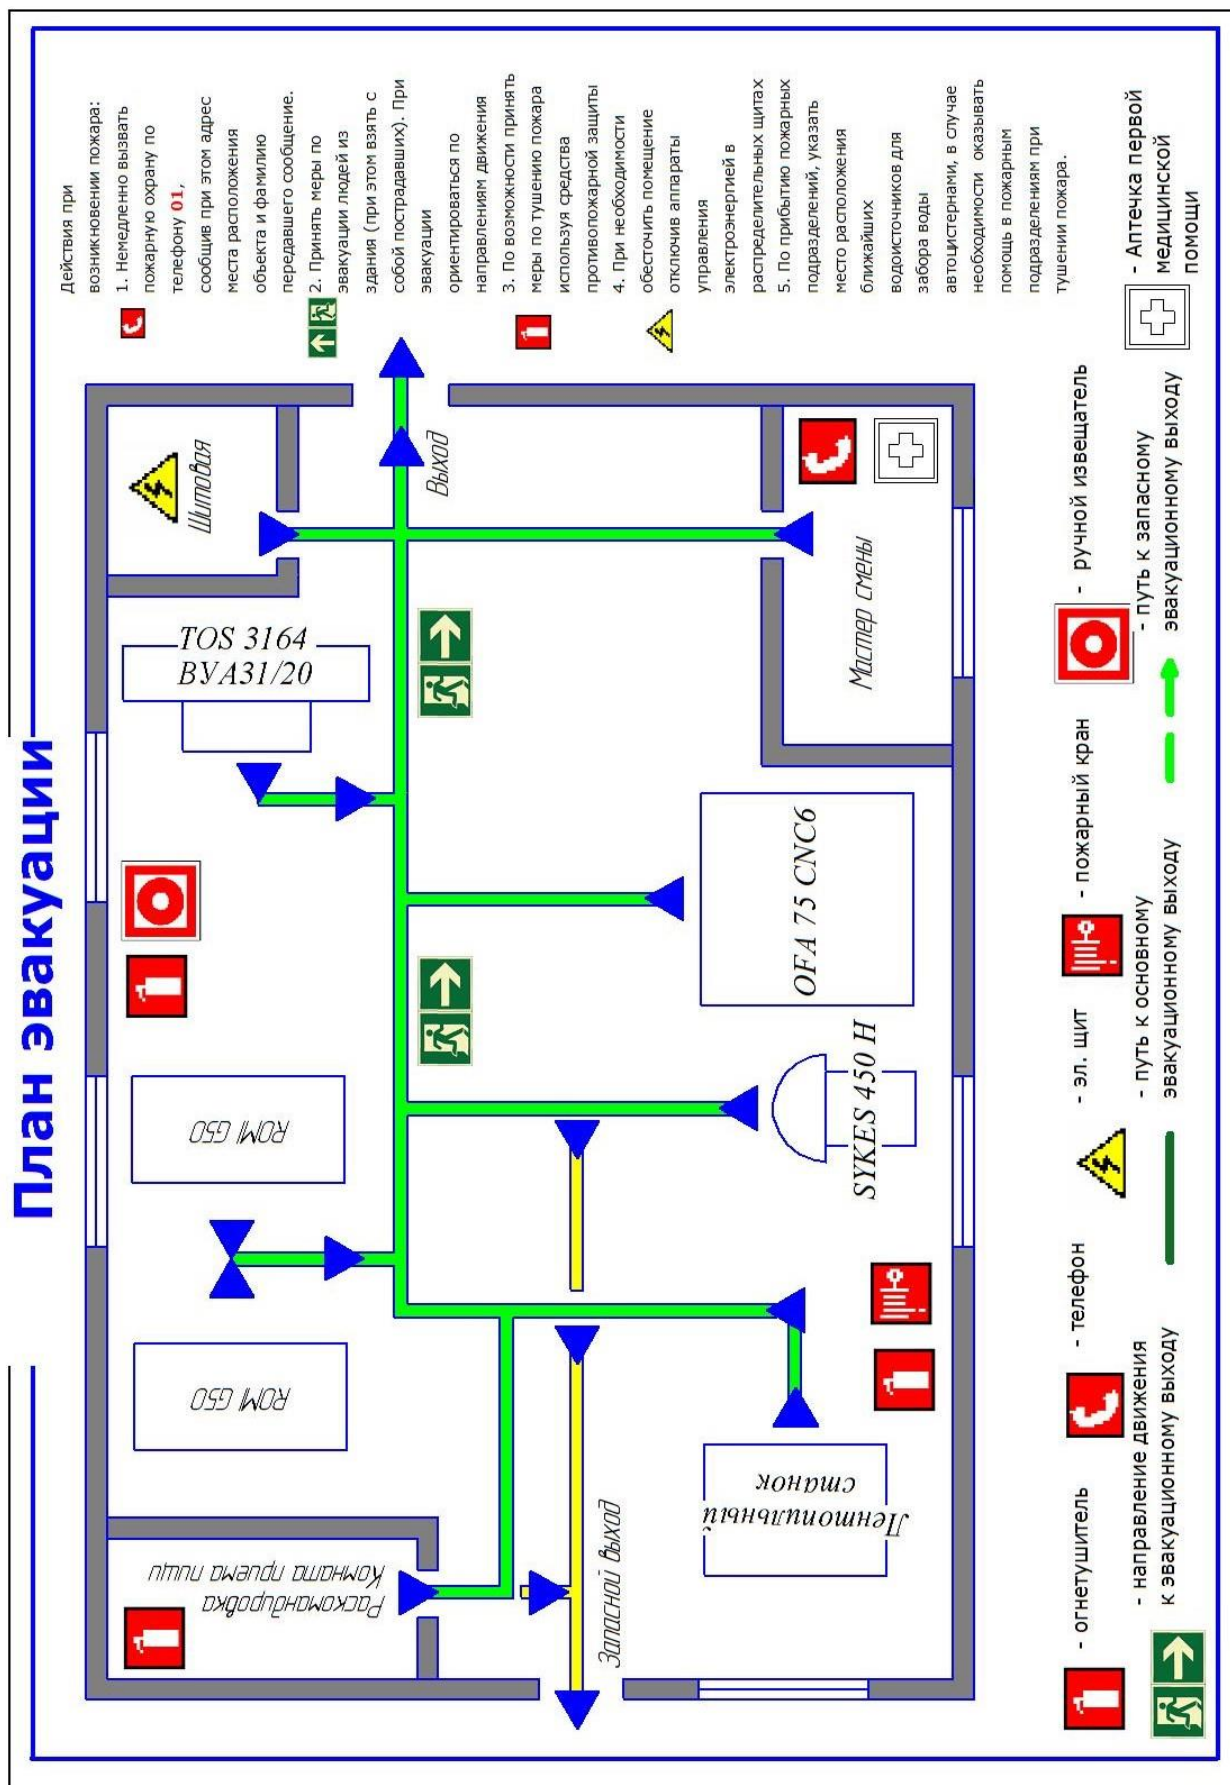 План эвакуации
Действия при
возникновении пожара:
1. Немедленно вызвать
пожарную охрану по
телефону 01,
сообщив при этом адрес
места расположения
объекта и фамилию
передавшего сообщение.
2. Принять меры по
эвакуации людей из
здания (при этом взять с
собой пострадавших). При
эвакуации
ориентироваться по
направлениям движения
3. По возможности принять
меры по тушению пожара
используя средства
противопожарной защиты
4. При необходимости
обесточить помещение
отключив аппараты
управления
электроэнергией в
распределительных щитах
5. По прибытию пожарных
подразделений, указать
место расположения
ближайших
водоисточников для
забора воды
автоцистернами, в случае
необходимости оказывать
помощь в пожарным
подразделениям при
тушении пожара.
Раскомандировка
Комната приема пищи
ROMI G50
ROMI G50
TOS 3164
ВУА31/20
Шитовая
Выход
Запасной выход
Лентопильный
станок
SYKES 450 H
OFA 75 CNC6
Мастер смены
- огнетушитель
- телефон
- эл. щит
- пожарный кран
- ручной извещатель
- Аптечка первой
медицинской
помощи
- направление движения
к эвакуационному выходу
- путь к основному
эвакуационному выходу
- путь к запасному
эвакуационному выходу